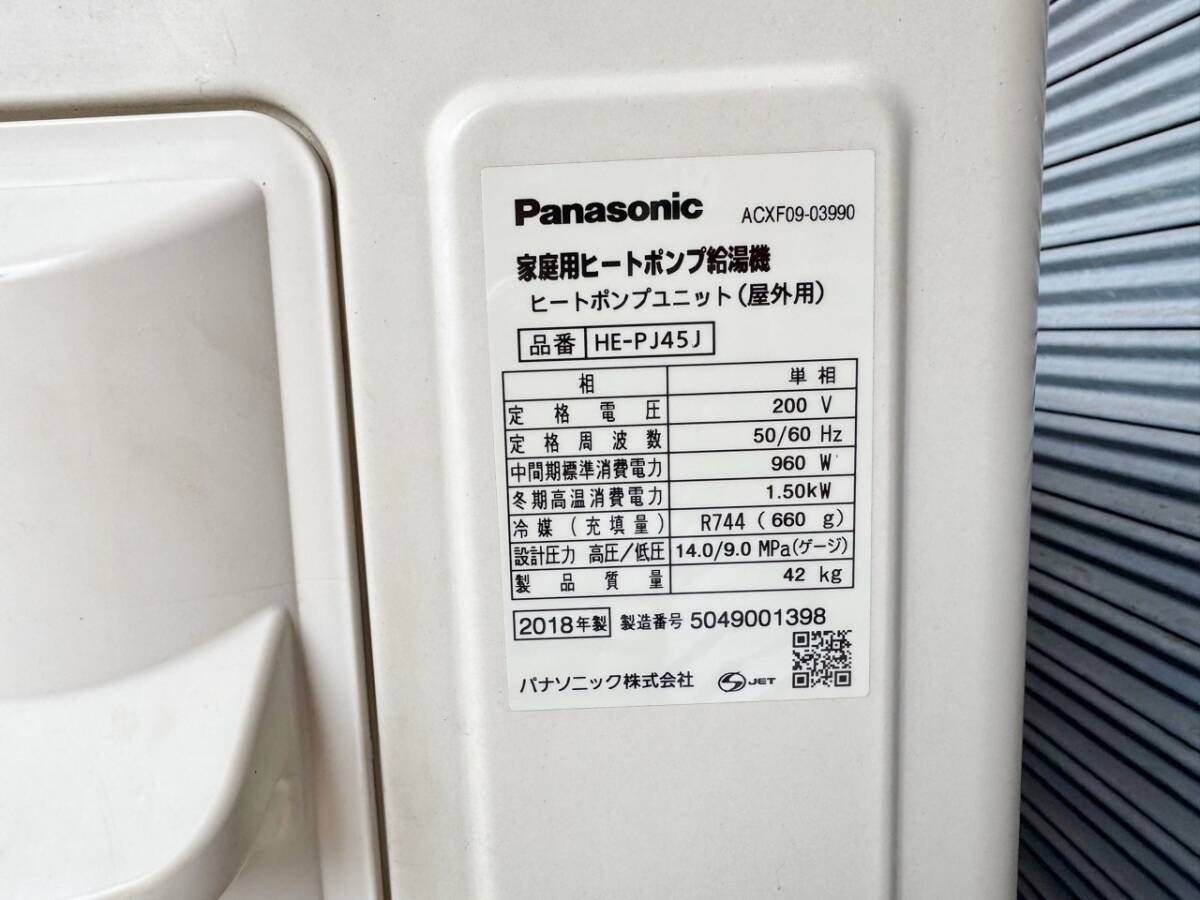 Panasonic ACXF09-03990
家庭用ヒートポンプ給湯機
ヒートポンプユニット(屋外用)
品番 HE-PJ45J
相 単相
定格電圧 200 V
定格周波数 50/60 Hz
中間期標準消費電力 960 W
冬期高温消費電力 1.50kW
冷媒(充填量) R744 (660 g)
設計圧力 高圧/低圧 14.0/9.0 MPa(ゲージ)
製品質量 42 kg
2018年製 製造番号 5049001398
パナソニック株式会社 JET